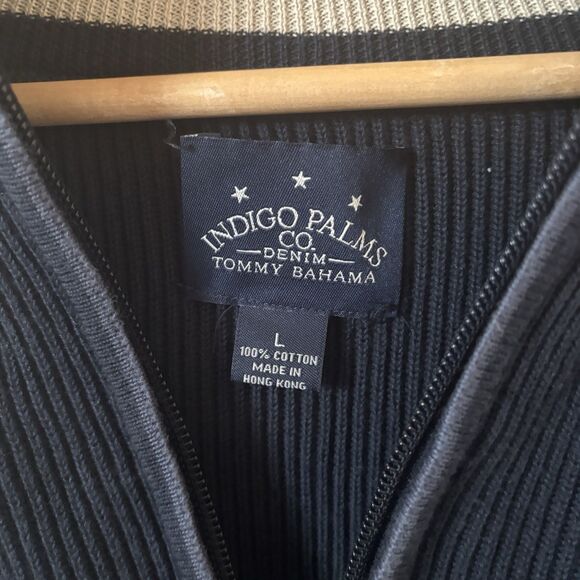 INDIGO PALMS
CO.
DENIM
TOMMY BAHAMA
L
100% COTTON
MADE IN
HONG KONG